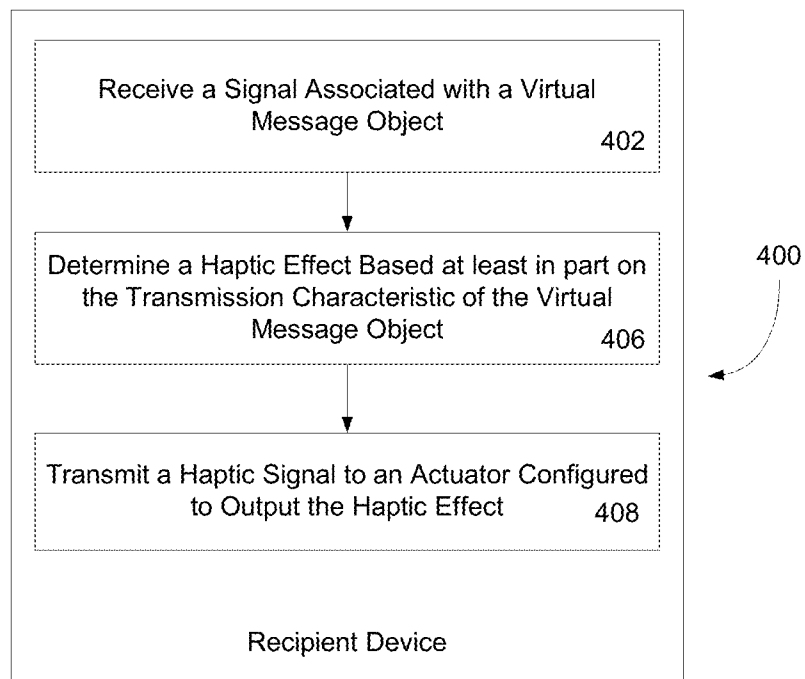 Receive a Signal Associated with a Virtual
Message Object
402
Determine a Haptic Effect Based at least in part on
the Transmission Characteristic of the Virtual
Message Object
406
400
Transmit a Haptic Signal to an Actuator Configured
to Output the Haptic Effect
408
Recipient Device